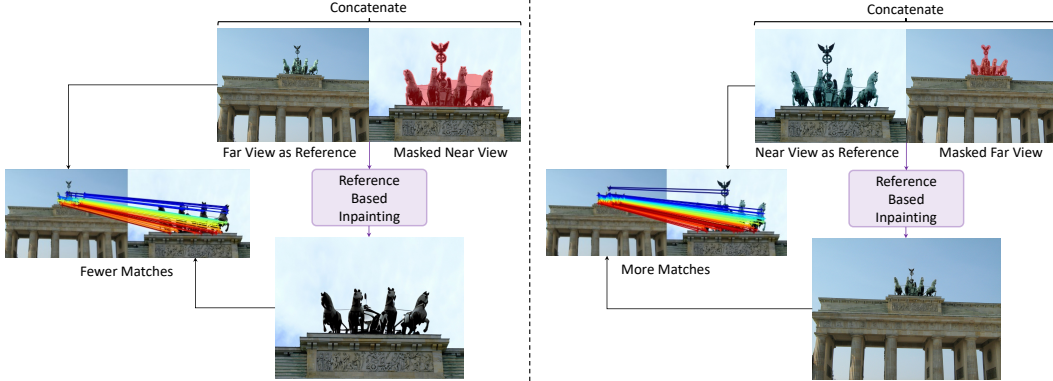 Concatenate
Far View as Reference
Masked Near View
Reference
Based
Inpainting
Fewer Matches
Concatenate
Near View as Reference
Masked Far View
Reference
Based
Inpainting
More Matches